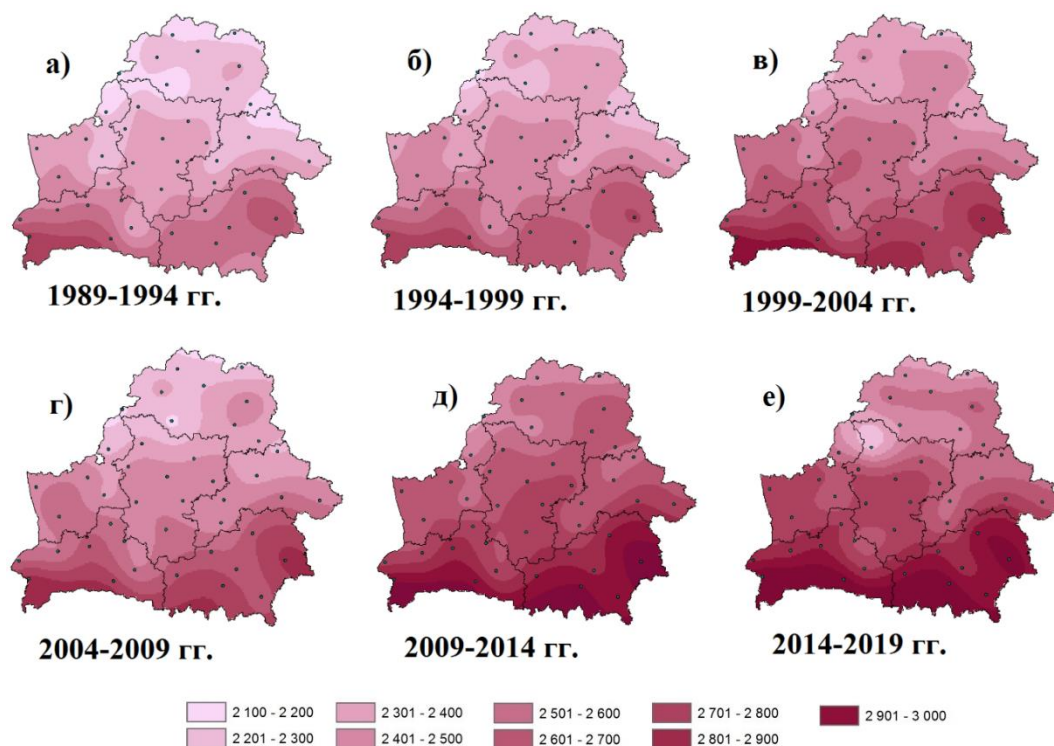 а)
б)
в)
1989-1994 гг.
1994-1999 гг.
1999-2004 гг.
г)
д)
е)
2004-2009 гг.
2009-2014 гг.
2014-2019 гг.
2 100 - 2 200
2 301 - 2 400
2 501 - 2 600
2 701 - 2 800
2 901 - 3 000
2 201 - 2 300
2 401 - 2 500
2 601 - 2 700
2 801 - 2 900